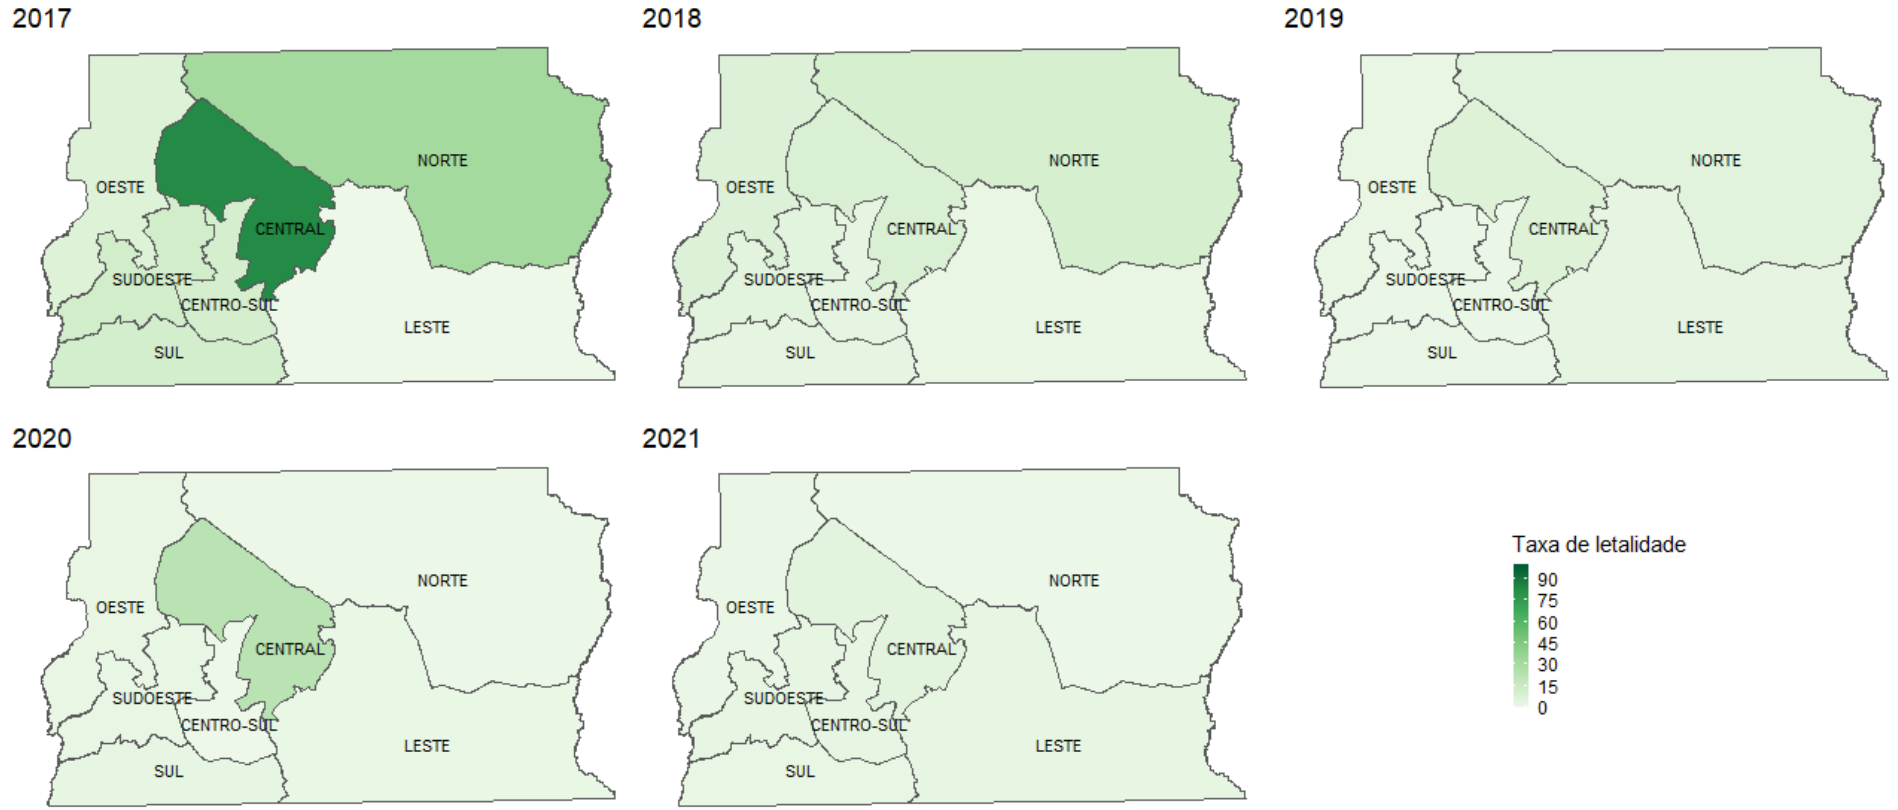 2017
NORTE
OESTE
CENTRAL
SUDOESTE
CENTRO-SUL
LESTE
SUL
2018
NORTE
OESTE
CENTRAL
SUDOESTE
CENTRO-SUL
LESTE
SUL
2019
NORTE
OESTE
CENTRAL
SUDOESTE
CENTRO-SUL
LESTE
SUL
2020
NORTE
OESTE
CENTRAL
SUDOESTE
CENTRO-SUL
LESTE
SUL
2021
NORTE
OESTE
CENTRAL
SUDOESTE
CENTRO-SUL
LESTE
SUL
Taxa de letalidade
90
75
60
45
30
15
0